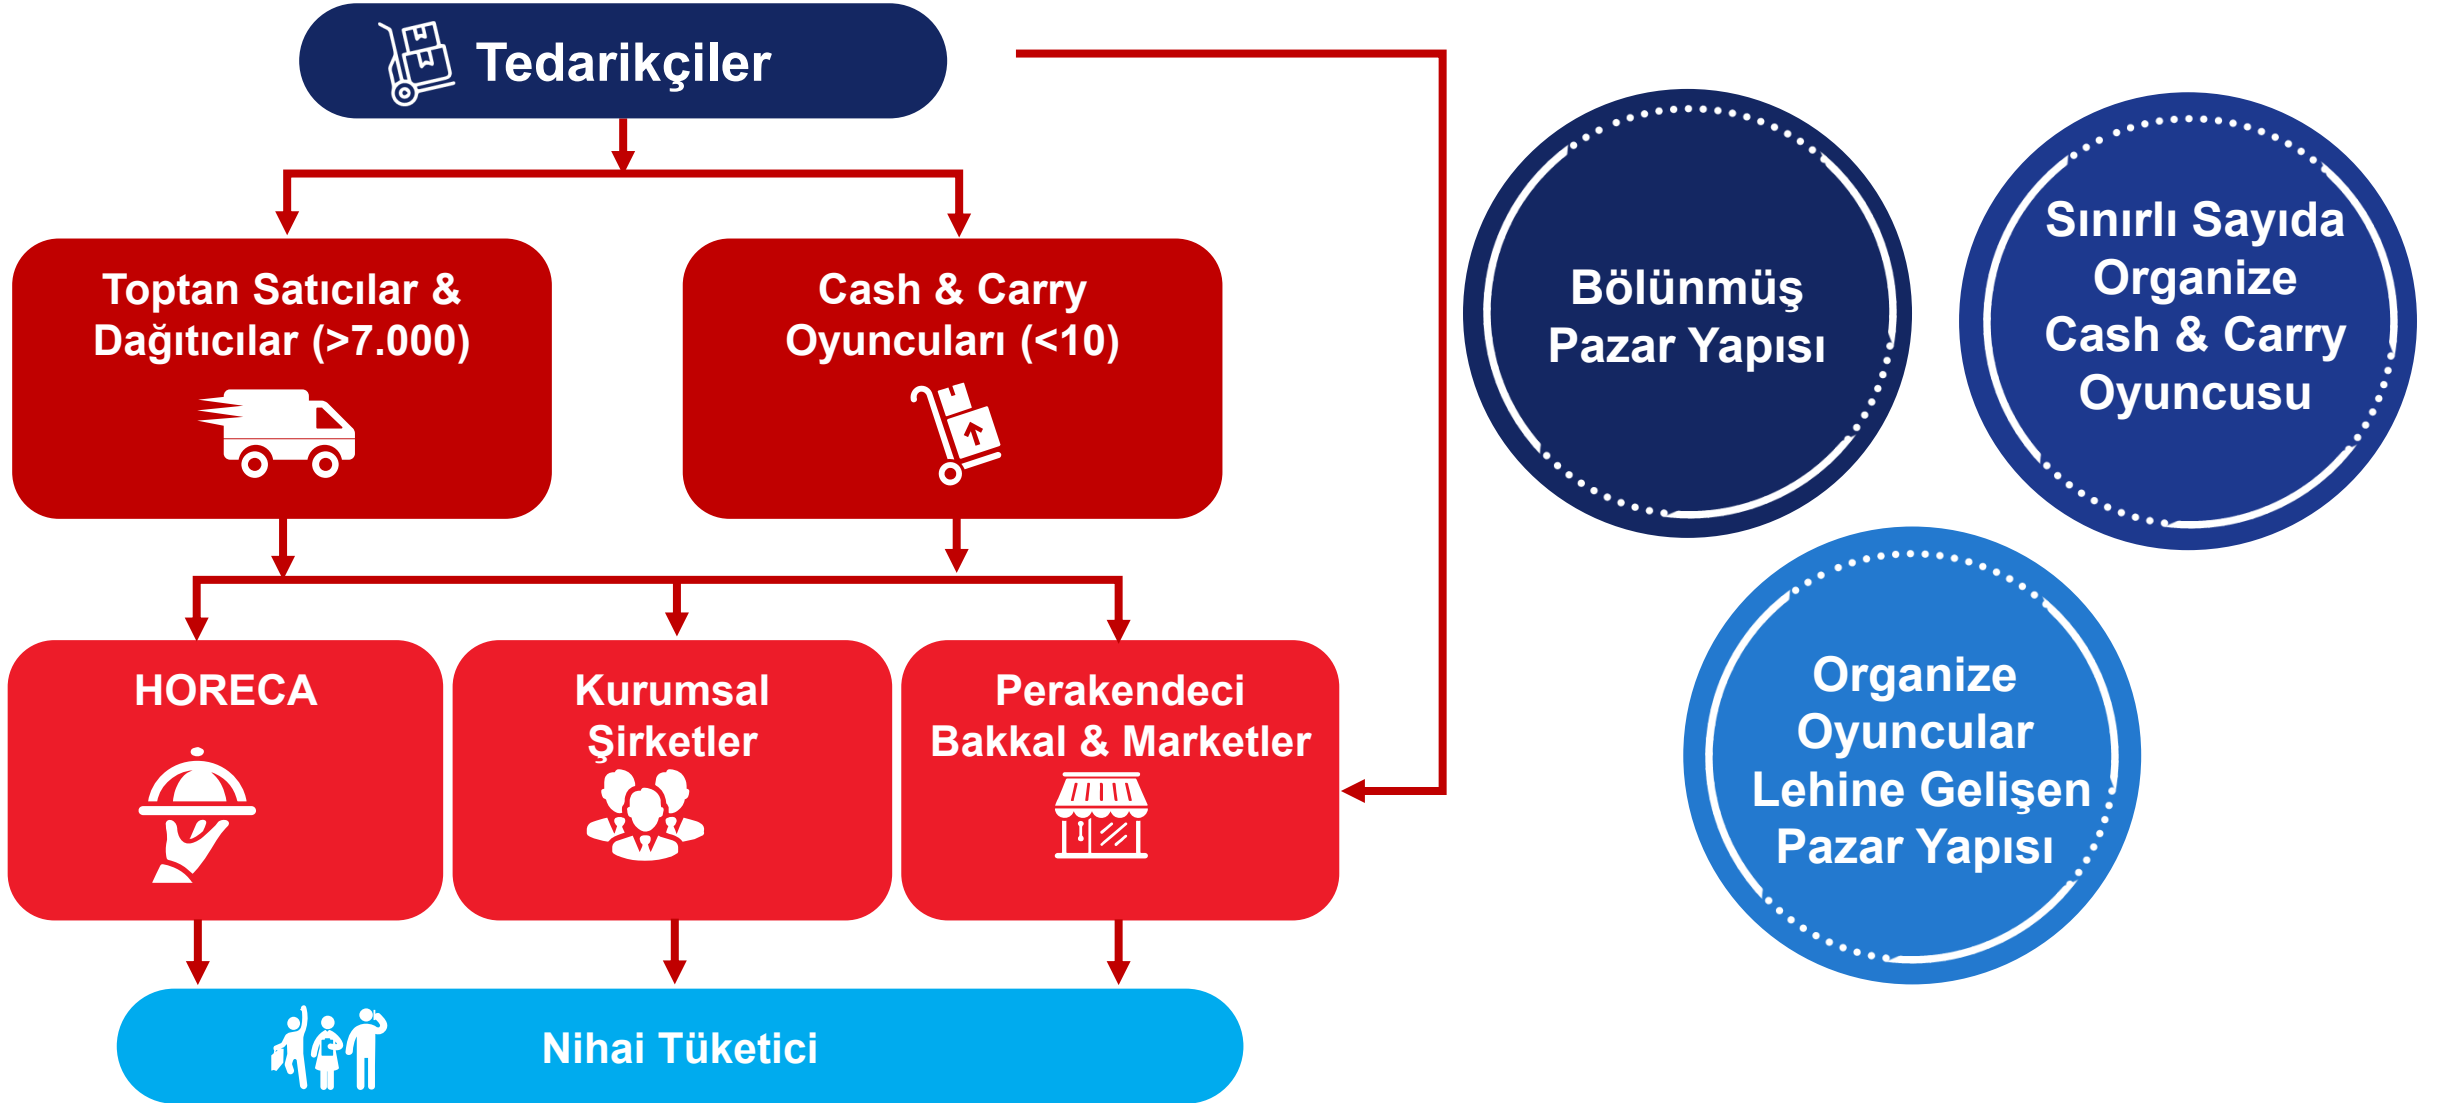 Tedarikçiler
Toptan Satıcılar &
Dağıtıcılar (>7.000)
Cash & Carry
Oyuncuları (<10)
HORECA
Kurumsal
Şirketler
Perakendeci
Bakkal & Marketler
Nihai Tüketici
Bölünmüş
Pazar Yapısı
Sınırlı Sayıda
Organize
Cash & Carry
Oyuncusu
Organize
Oyuncular
Lehine Gelişen
Pazar Yapısı